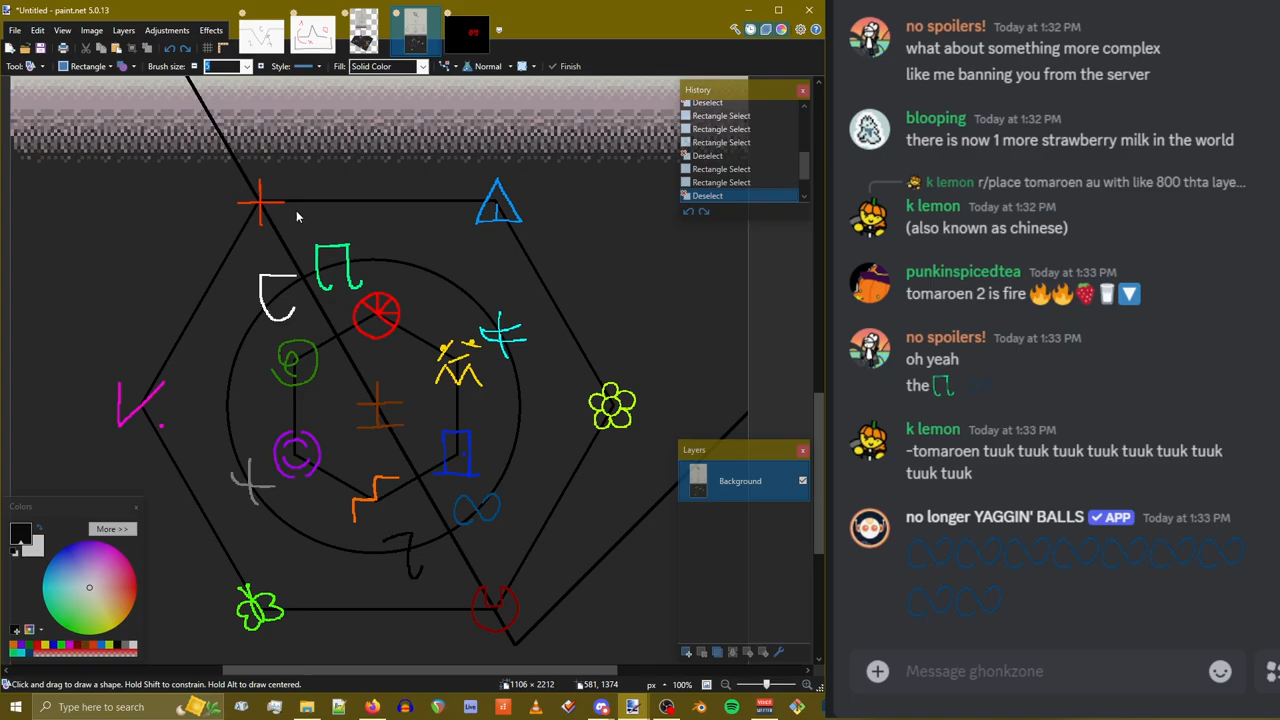 *Untitled - paint.net 5.0.13
File Edit View Image Layers Adjustments Effects
Tool: Rectangle Brush size: 5 Style: Fill: Solid Color Normal Finish
History
Deselect
Rectangle Select
Rectangle Select
Rectangle Select
Deselect
Rectangle Select
Rectangle Select
Deselect
Layers
Background
Colors
More >>
Click and drag to draw a shape. Hold Shift to constrain. Hold Alt to draw centered.
1106 × 2212
581, 1374
px
100%
Type here to search
no spoilers! Today at 1:32 PM
what about something more complex
like me banning you from the server
blooping Today at 1:32 PM
there is now 1 more strawberry milk in the world
k lemon r/place tomaroen au with like 800 thta laye...
k lemon Today at 1:33 PM
(also known as chinese)
punkinspicedtea Today at 1:33 PM
tomaroen 2 is fire 🔥🔥🍓🥛🔽
no spoilers! Today at 1:33 PM
oh yeah
the
k lemon Today at 1:33 PM
-tomaroen tuuk tuuk tuuk tuuk tuuk tuuk tuuk
tuuk tuuk
no longer YAGGIN' BALLS ✓ APP Today at 1:33 PM
Message ghonkzone